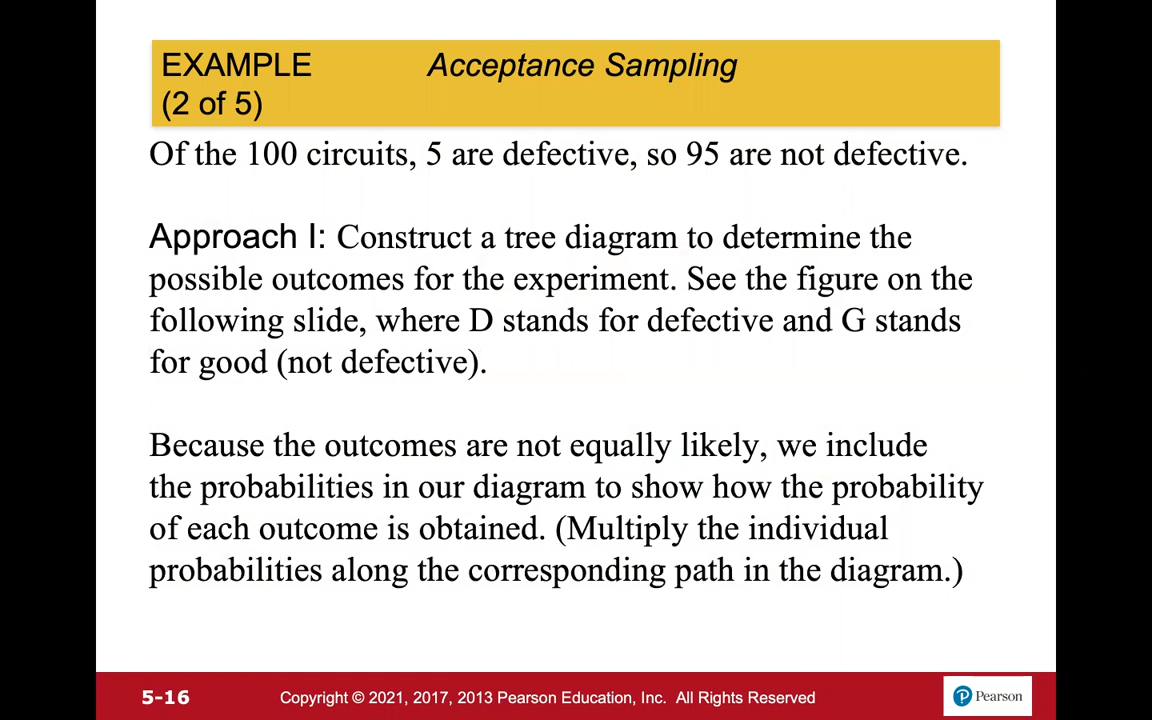 EXAMPLE Acceptance Sampling
(2 of 5)
Of the 100 circuits, 5 are defective, so 95 are not defective.
Approach I: Construct a tree diagram to determine the
possible outcomes for the experiment. See the figure on the
following slide, where D stands for defective and G stands
for good (not defective).
Because the outcomes are not equally likely, we include
the probabilities in our diagram to show how the probability
of each outcome is obtained. (Multiply the individual
probabilities along the corresponding path in the diagram.)
5-16 Copyright © 2021, 2017, 2013 Pearson Education, Inc. All Rights Reserved
P Pearson